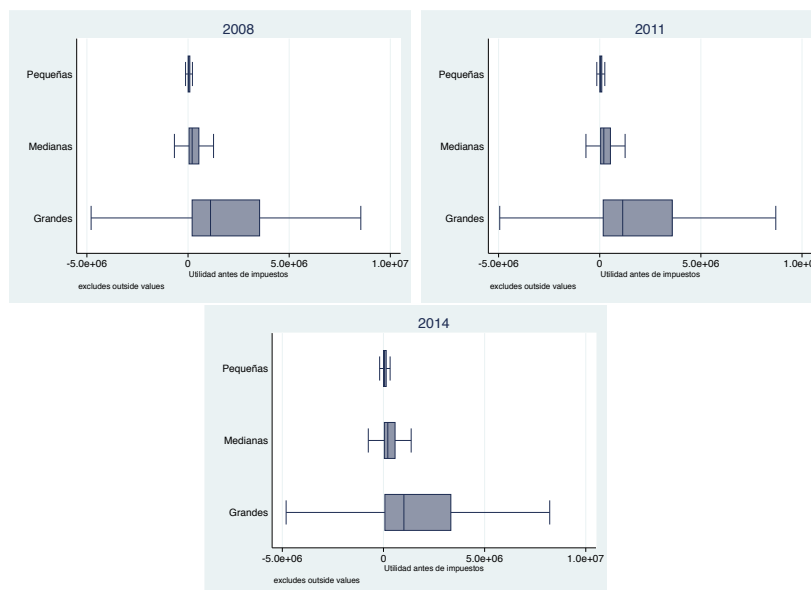 2008
Pequeñas
Medianas
Grandes
-5.0e+06 0 5.0e+06 1.0e+07
Utilidad antes de impuestos
excludes outside values
2011
Pequeñas
Medianas
Grandes
-5.0e+06 0 5.0e+06 1.0e+0
Utilidad antes de impuestos
excludes outside values
2014
Pequeñas
Medianas
Grandes
-5.0e+06 0 5.0e+06 1.0e+07
Utilidad antes de impuestos
excludes outside values